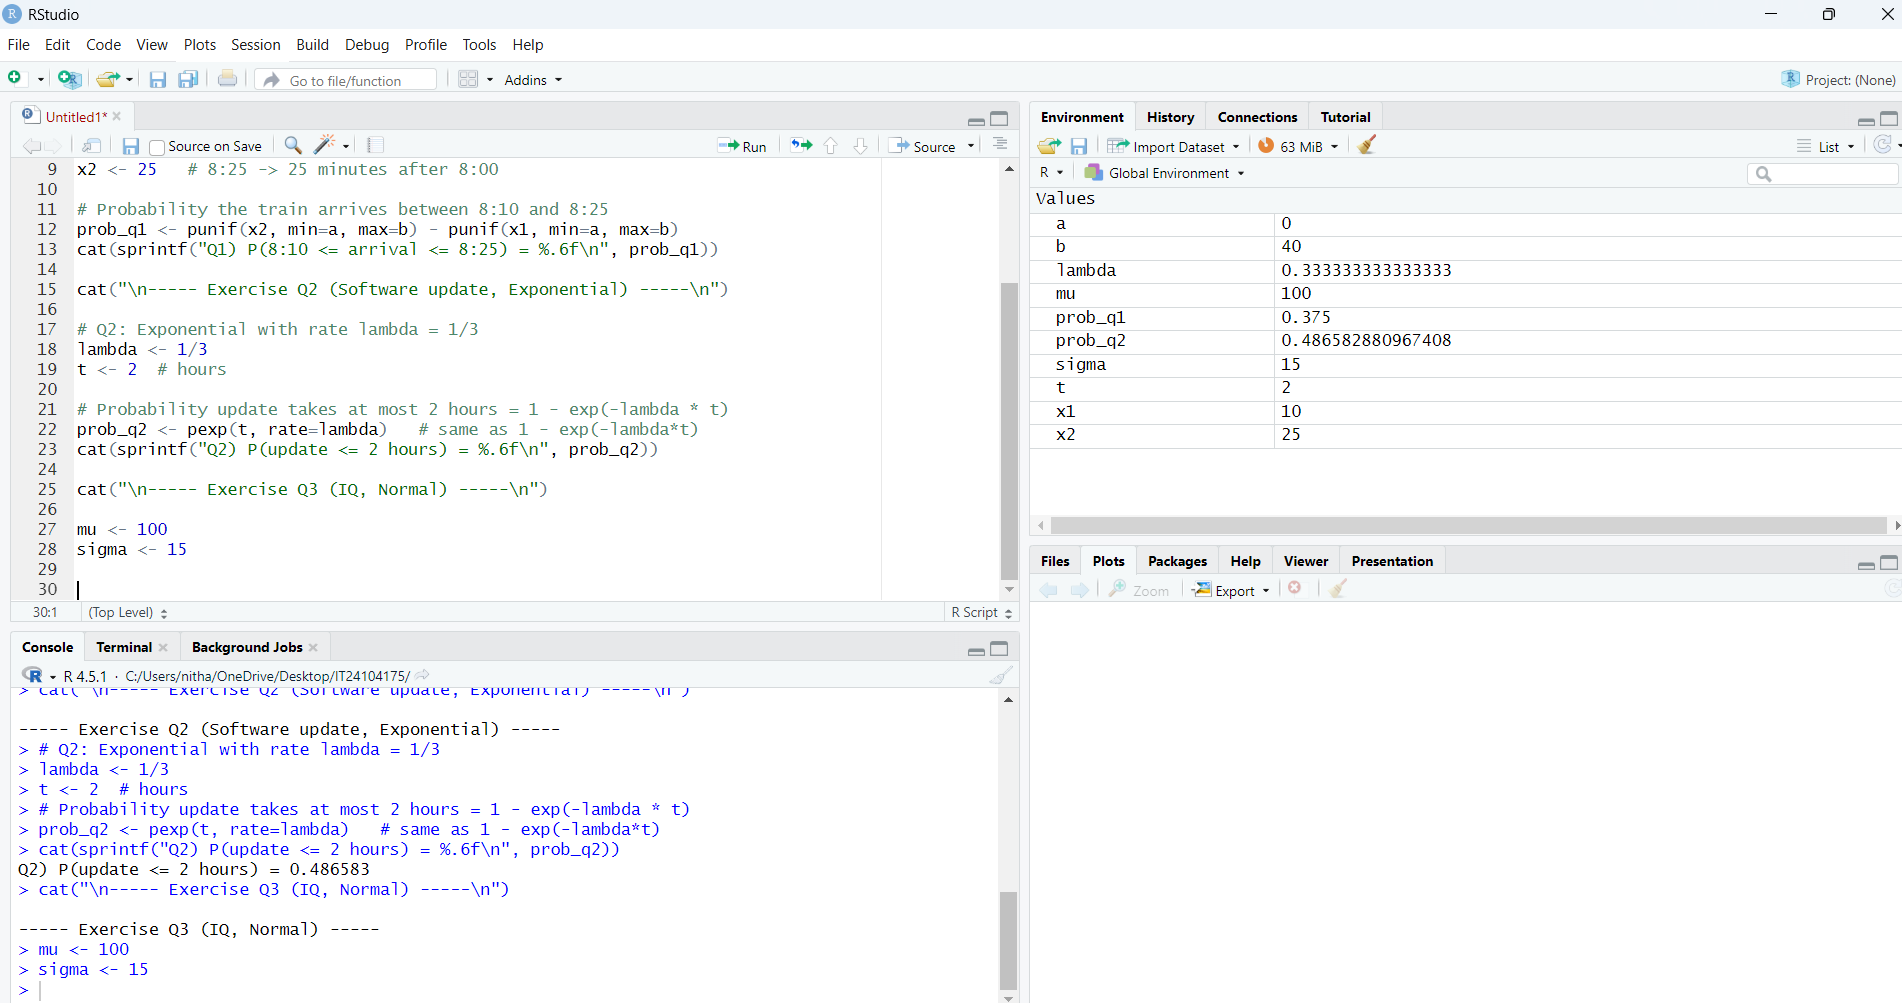 RStudio
File Edit Code View Plots Session Build Debug Profile Tools Help
Go to file/function Addins Project: (None)
Untitled1*
Source on Save Run Source
9 x2 <- 25   # 8:25 -> 25 minutes after 8:00
10
11 # Probability the train arrives between 8:10 and 8:25
12 prob_q1 <- punif(x2, min=a, max=b) - punif(x1, min=a, max=b)
13 cat(sprintf("Q1) P(8:10 <= arrival <= 8:25) = %.6f\n", prob_q1))
14
15 cat("\n----- Exercise Q2 (Software update, Exponential) -----\n")
16
17 # Q2: Exponential with rate lambda = 1/3
18 lambda <- 1/3
19 t <- 2  # hours
20
21 # Probability update takes at most 2 hours = 1 - exp(-lambda * t)
22 prob_q2 <- pexp(t, rate=lambda)   # same as 1 - exp(-lambda*t)
23 cat(sprintf("Q2) P(update <= 2 hours) = %.6f\n", prob_q2))
24
25 cat("\n----- Exercise Q3 (IQ, Normal) -----\n")
26
27 mu <- 100
28 sigma <- 15
29
30
30:1 (Top Level) R Script
Console Terminal Background Jobs
R 4.5.1 · C:/Users/nitha/OneDrive/Desktop/IT24104175/
> cat("\n----- Exercise Q2 (Software update, Exponential) -----\n")
----- Exercise Q2 (Software update, Exponential) -----
> # Q2: Exponential with rate lambda = 1/3
> lambda <- 1/3
> t <- 2  # hours
> # Probability update takes at most 2 hours = 1 - exp(-lambda * t)
> prob_q2 <- pexp(t, rate=lambda)   # same as 1 - exp(-lambda*t)
> cat(sprintf("Q2) P(update <= 2 hours) = %.6f\n", prob_q2))
Q2) P(update <= 2 hours) = 0.486583
> cat("\n----- Exercise Q3 (IQ, Normal) -----\n")
----- Exercise Q3 (IQ, Normal) -----
> mu <- 100
> sigma <- 15
>
Environment History Connections Tutorial
Import Dataset 63 MiB List
R Global Environment
Values
a 0
b 40
lambda 0.333333333333333
mu 100
prob_q1 0.375
prob_q2 0.486582880967408
sigma 15
t 2
x1 10
x2 25
Files Plots Packages Help Viewer Presentation
Zoom Export